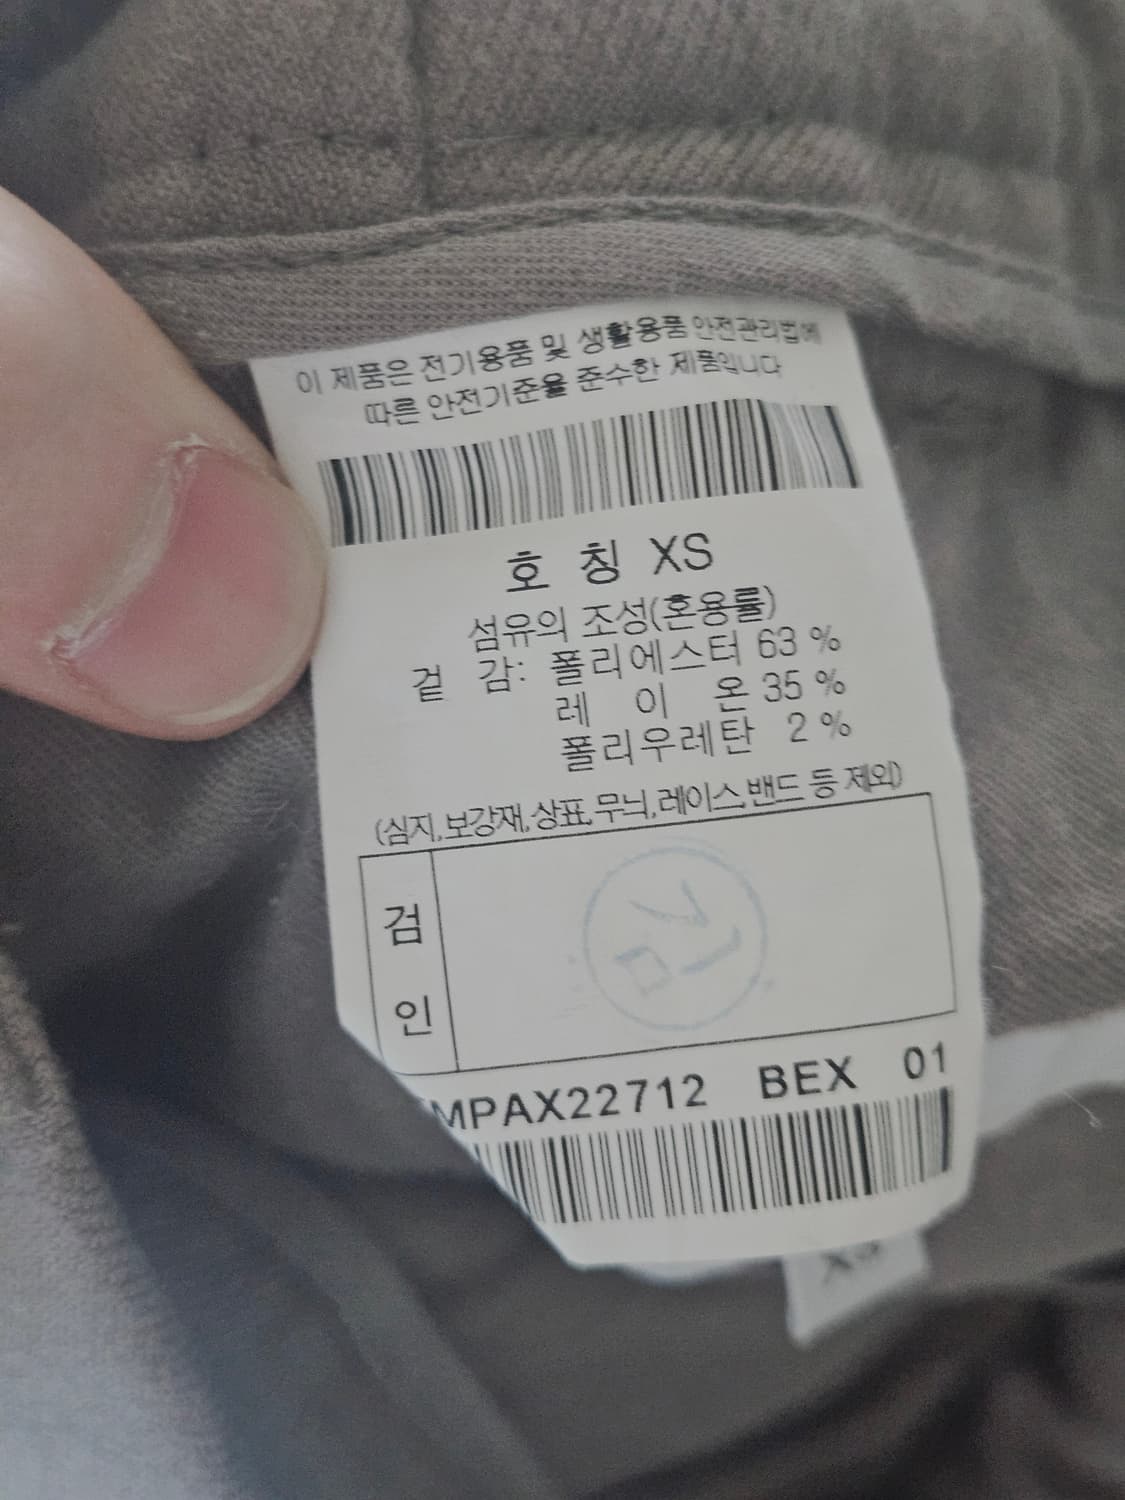 이 제품은 전기용품 및 생활용품 안전관리법에
따른 안전기준을 준수한 제품입니다
호 칭 XS
섬유의 조성(혼용률)
겉 감: 폴리에스터 63 %
레 이 온 35 %
폴리우레탄 2 %
(심지,보강재,상표,무늬,레이스,밴드 등 제외)
검
인
검
MPAX22712 BEX 01
XS